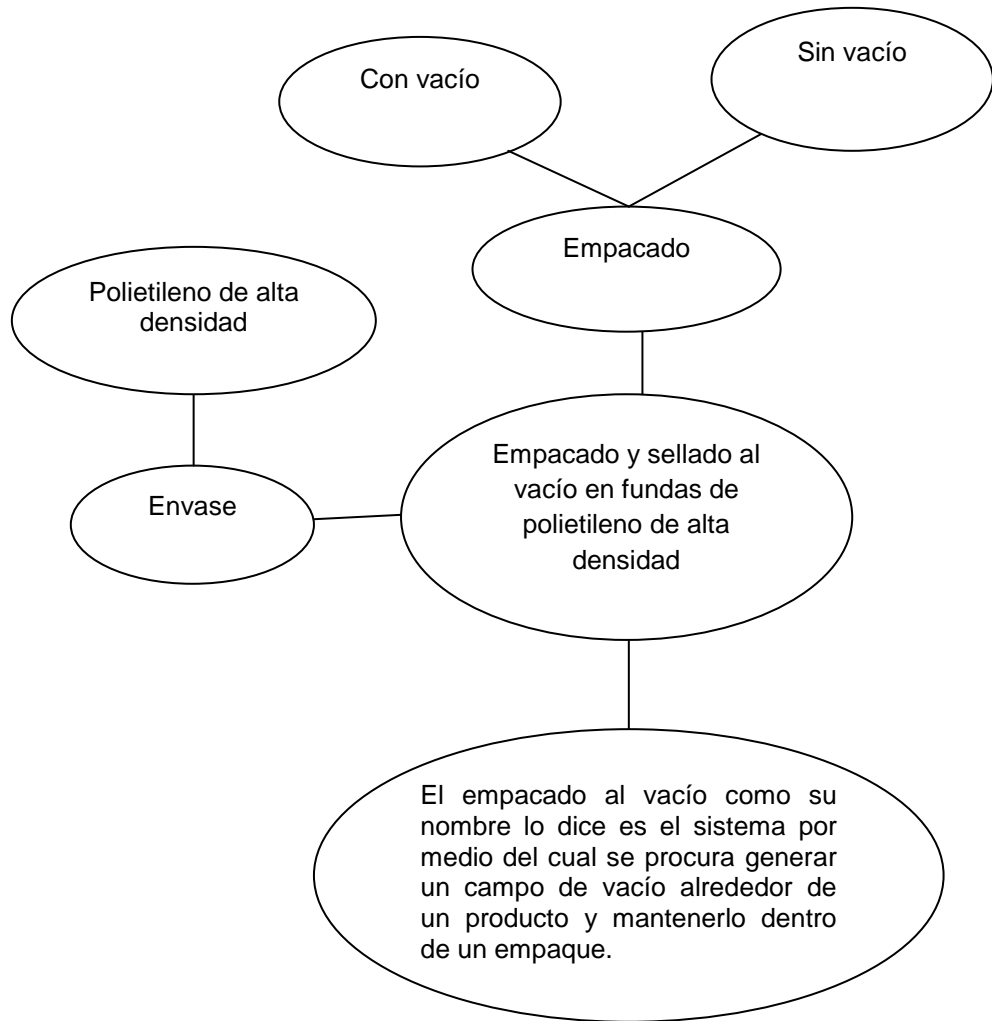 Con vacío
Sin vacío
Empacado
Polietileno de alta
densidad
Envase
Empacado y sellado al
vacío en fundas de
polietileno de alta
densidad
El empacado al vacío como su
nombre lo dice es el sistema por
medio del cual se procura generar
un campo de vacío alrededor de
un producto y mantenerlo dentro
de un empaque.